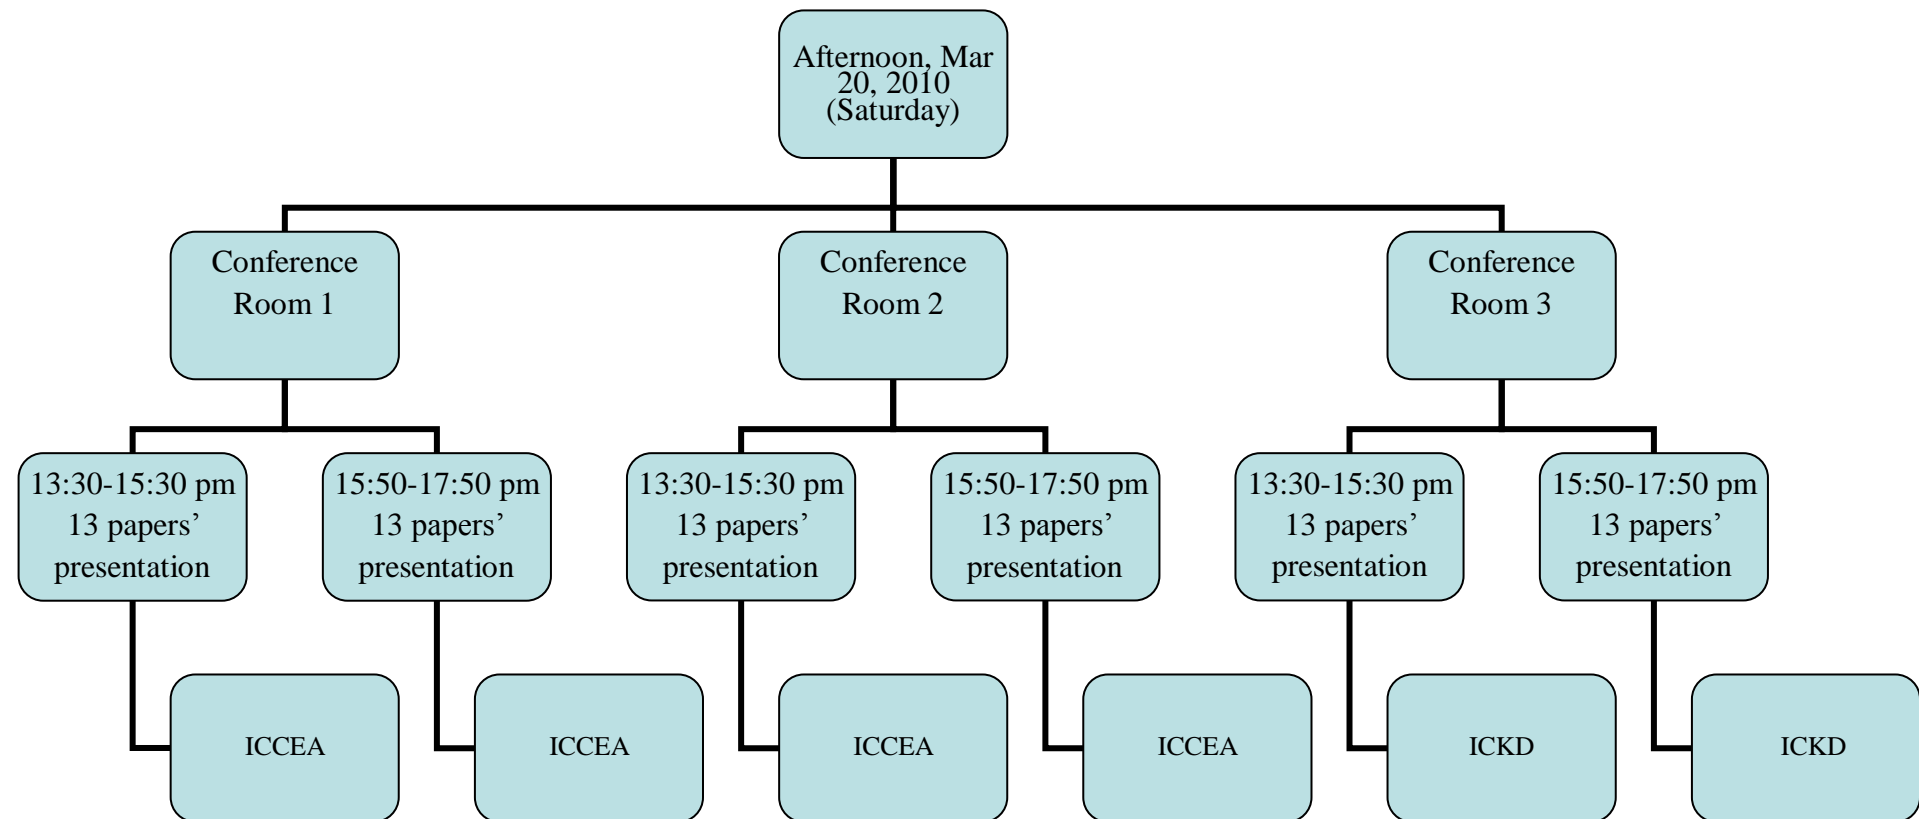 Afternoon, Mar
20, 2010
(Saturday)
Conference
Room 1
Conference
Room 2
Conference
Room 3
13:30-15:30 pm
13 papers’
presentation
15:50-17:50 pm
13 papers’
presentation
13:30-15:30 pm
13 papers’
presentation
15:50-17:50 pm
13 papers’
presentation
13:30-15:30 pm
13 papers’
presentation
15:50-17:50 pm
13 papers’
presentation
ICCEA
ICCEA
ICCEA
ICCEA
ICKD
ICKD